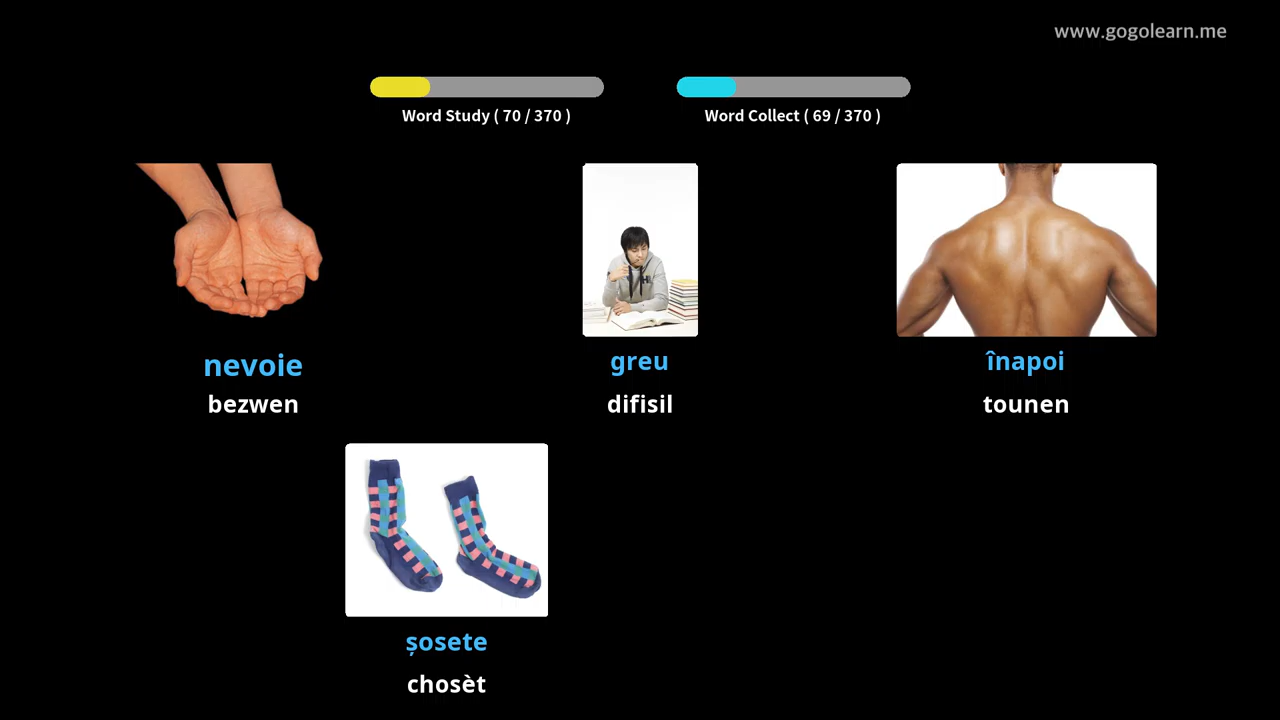 www.gogolearn.me
Word Study ( 70 / 370 )
Word Collect ( 69 / 370 )
nevoie
bezwen
greu
difisil
înapoi
tounen
șosete
chosèt